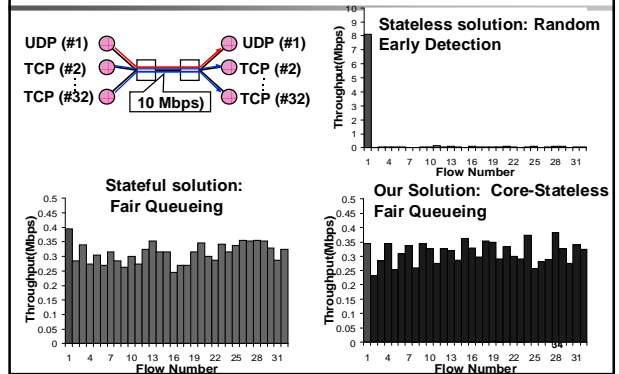 UDP (#1)
TCP (#2)
TCP (#32)
10 Mbps)
UDP (#1)
TCP (#2)
TCP (#32)
Stateless solution: Random
Early Detection
Throughput(Mbps)
10
9
8
7
6
5
4
3
2
1
0
1 4 7 10 13 16 19 22 25 28 31
Flow Number
Stateful solution:
Fair Queueing
Throughput(Mbps)
0.5
0.45
0.4
0.35
0.3
0.25
0.2
0.15
0.1
0.05
0
1 4 7 10 13 16 19 22 25 28 31
Flow Number
Our Solution: Core-Stateless
Fair Queueing
Throughput(Mbps)
0.5
0.45
0.4
0.35
0.3
0.25
0.2
0.15
0.1
0.05
0
1 4 7 10 13 16 19 22 25 28 31
Flow Number
34